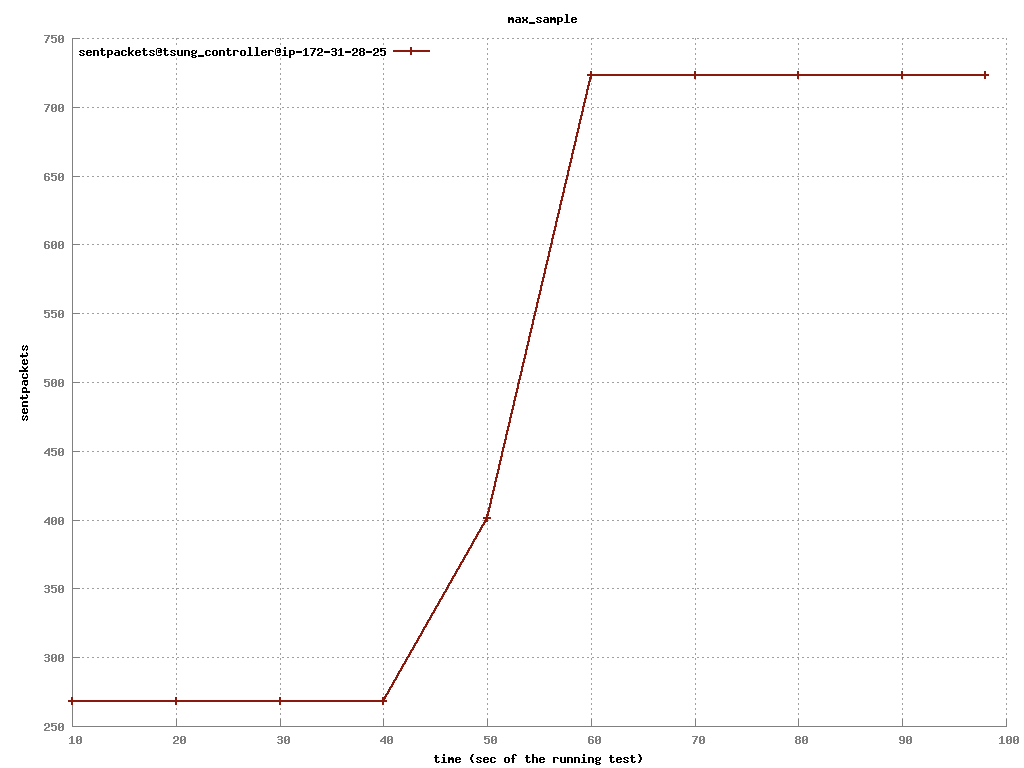 max_sample
750
sentpackets@tsung_controller@ip-172-31-28-25
700
650
600
550
500
450
400
350
300
250
sentpackets
10 20 30 40 50 60 70 80 90 100
time (sec of the running test)